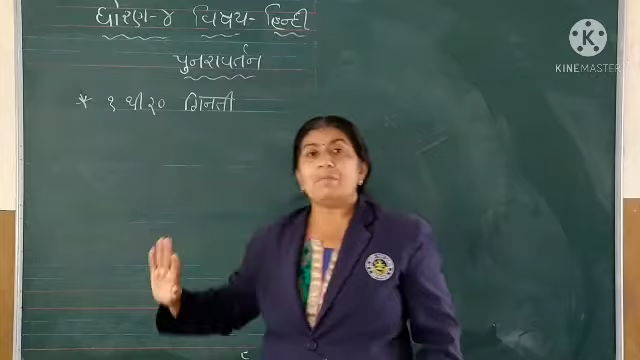 ધોરણ-૪ વિષય-હિન્દી
પુનરાવર્તન
* ૧ થી ૨૦ ગિનતી
KINEMASTER